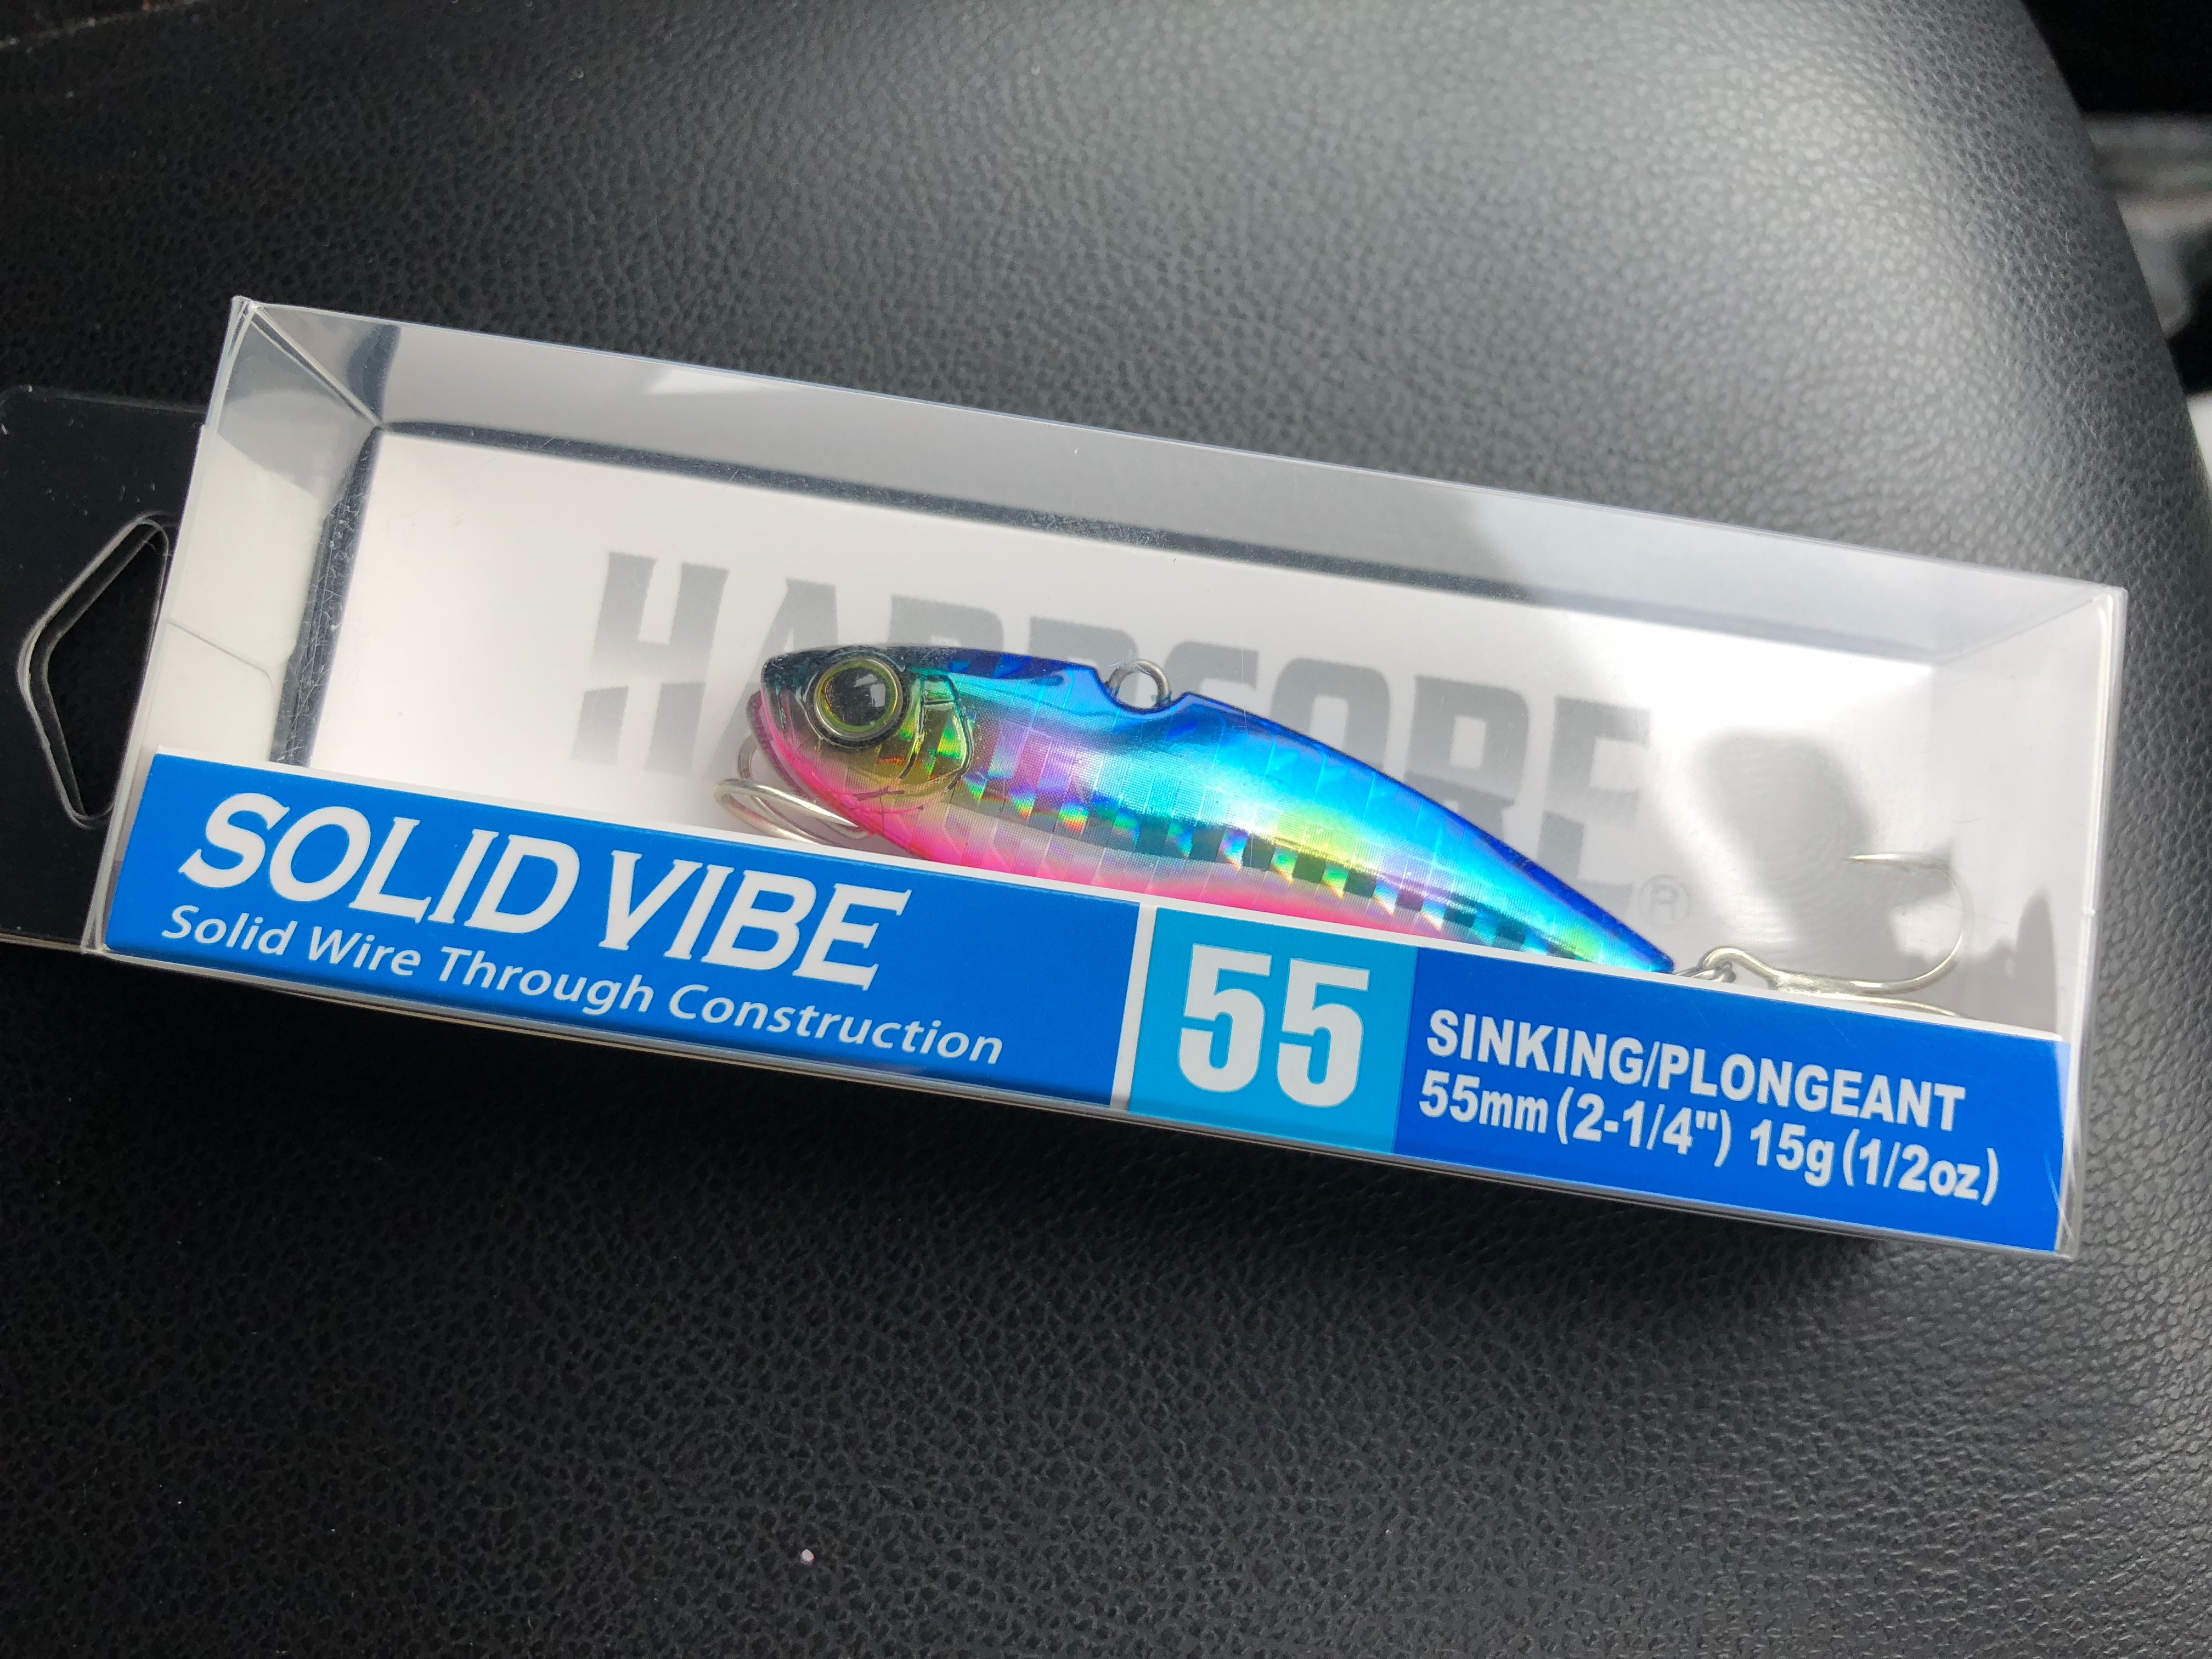 HARDCORE®
SOLID VIBE
Solid Wire Through Construction
55
SINKING/PLONGEANT
55mm (2-1/4") 15g (1/2oz)